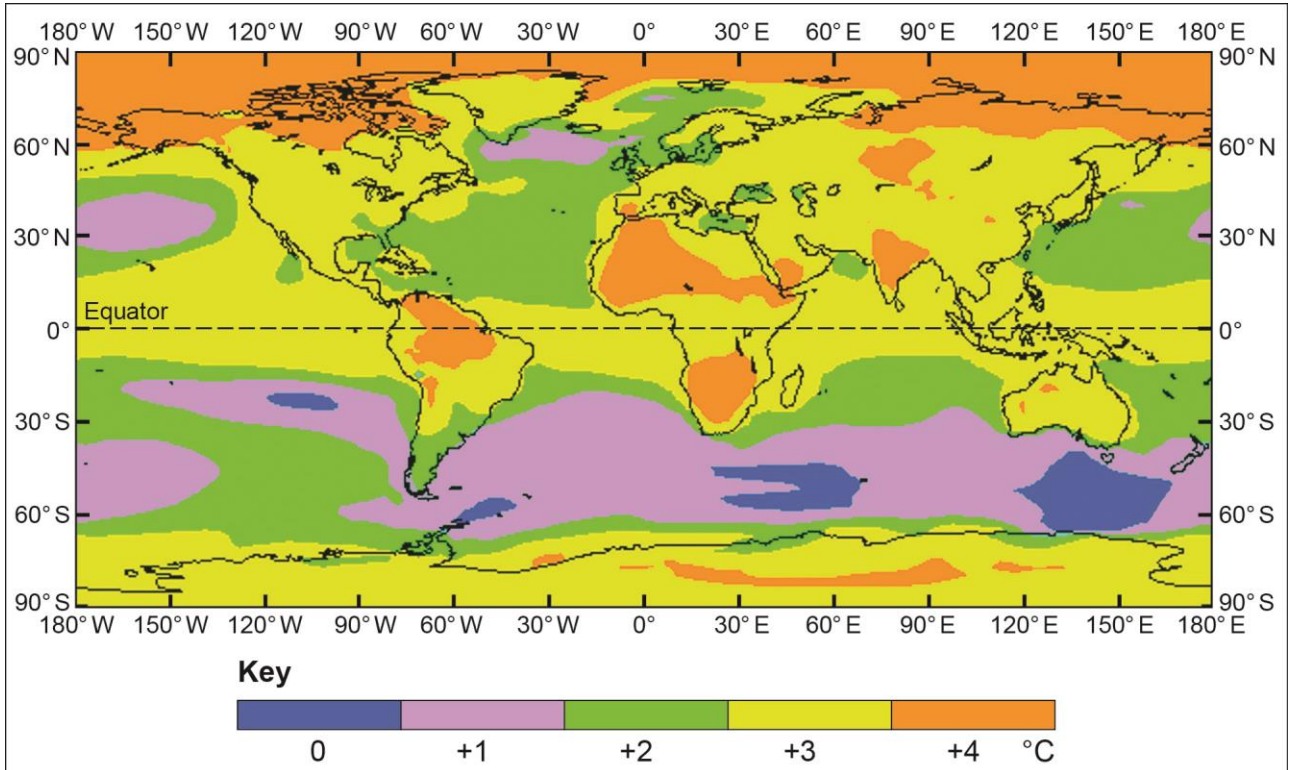 180° W 150° W 120° W 90° W 60° W 30° W 0° 30° E 60° E 90° E 120° E 150° E 180° E
90° N 90° N
60° N 60° N
30° N 30° N
Equator
0° 0°
30° S 30° S
60° S 60° S
90° S 90° S
180° W 150° W 120° W 90° W 60° W 30° W 0° 30° E 60° E 90° E 120° E 150° E 180° E
Key
0 +1 +2 +3 +4 °C